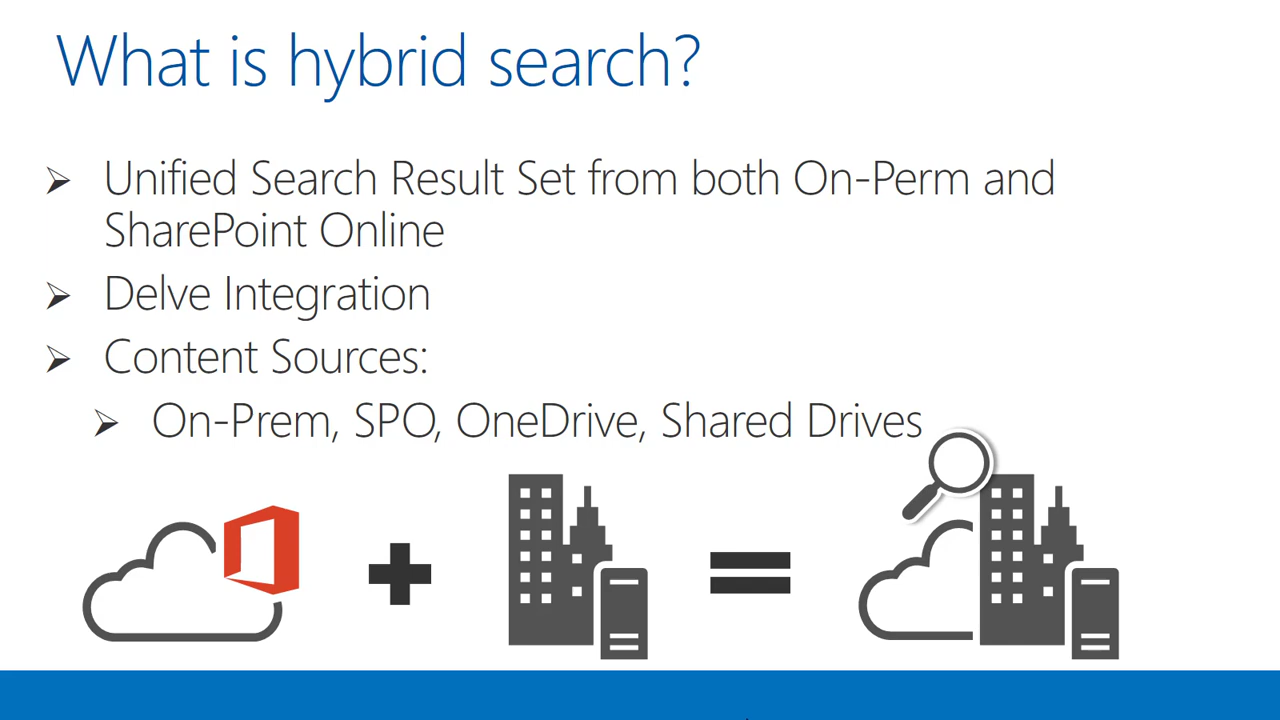 What is hybrid search?
Unified Search Result Set from both On-Perm and
SharePoint Online
Delve Integration
Content Sources:
On-Prem, SPO, OneDrive, Shared Drives